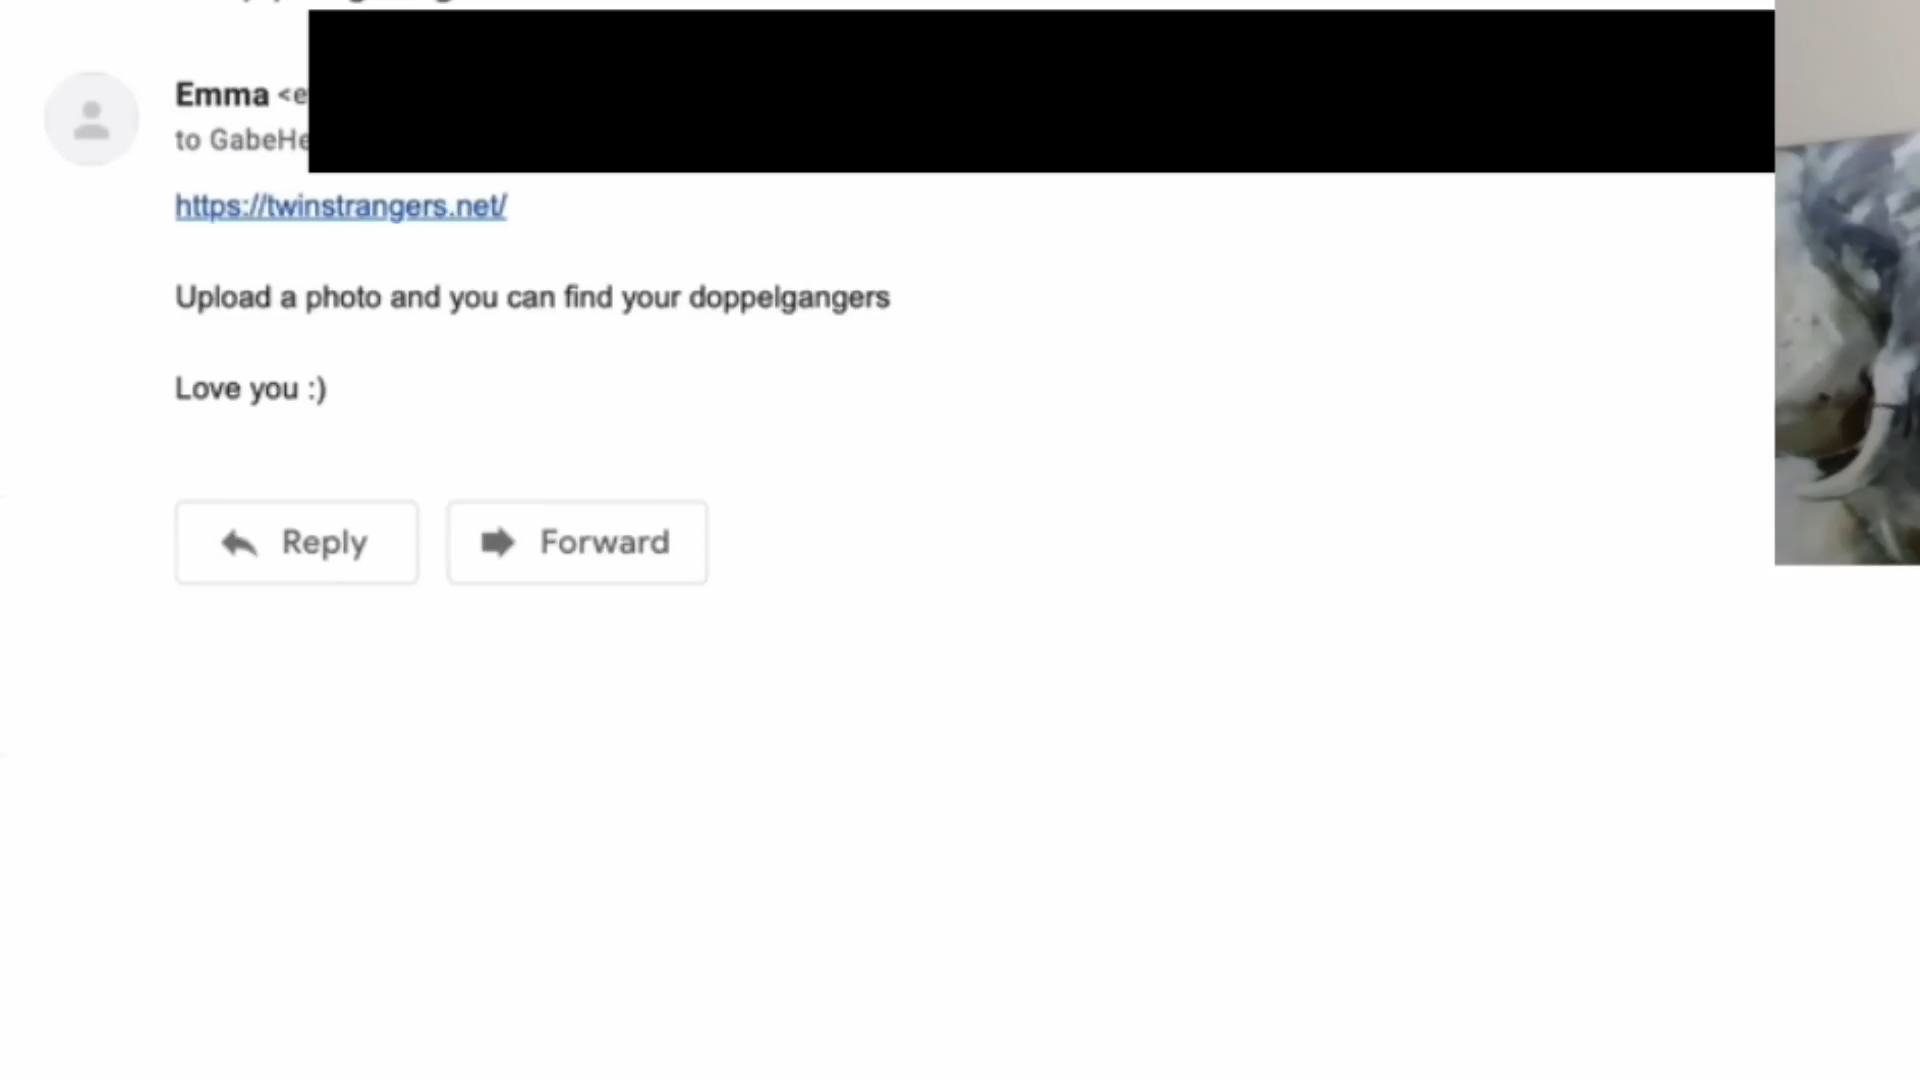 Emma <e
to GabeHe
https://twinstrangers.net/
Upload a photo and you can find your doppelgangers
Love you :)
Reply
Forward